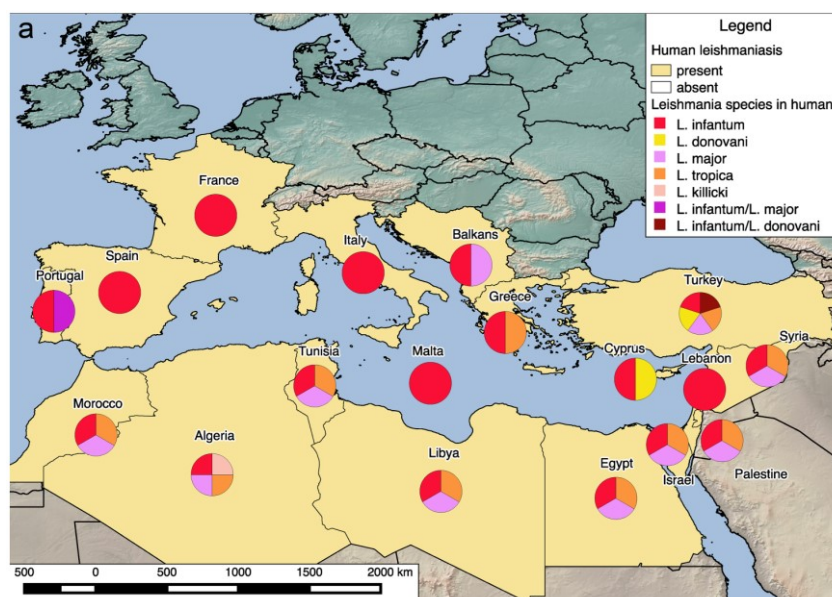 a
Legend
Human leishmaniasis
present
absent
Leishmania species in human
L. infantum
L. donovani
L. major
L. tropica
L. killicki
L. infantum/L. major
L. infantum/L. donovani
France
Italy
Balkans
Spain
Portugal
Greece
Turkey
Tunisia
Malta
Cyprus
Lebanon
Syria
Morocco
Algeria
Libya
Egypt
Israel
Palestine
500 0 500 1000 1500 2000 km